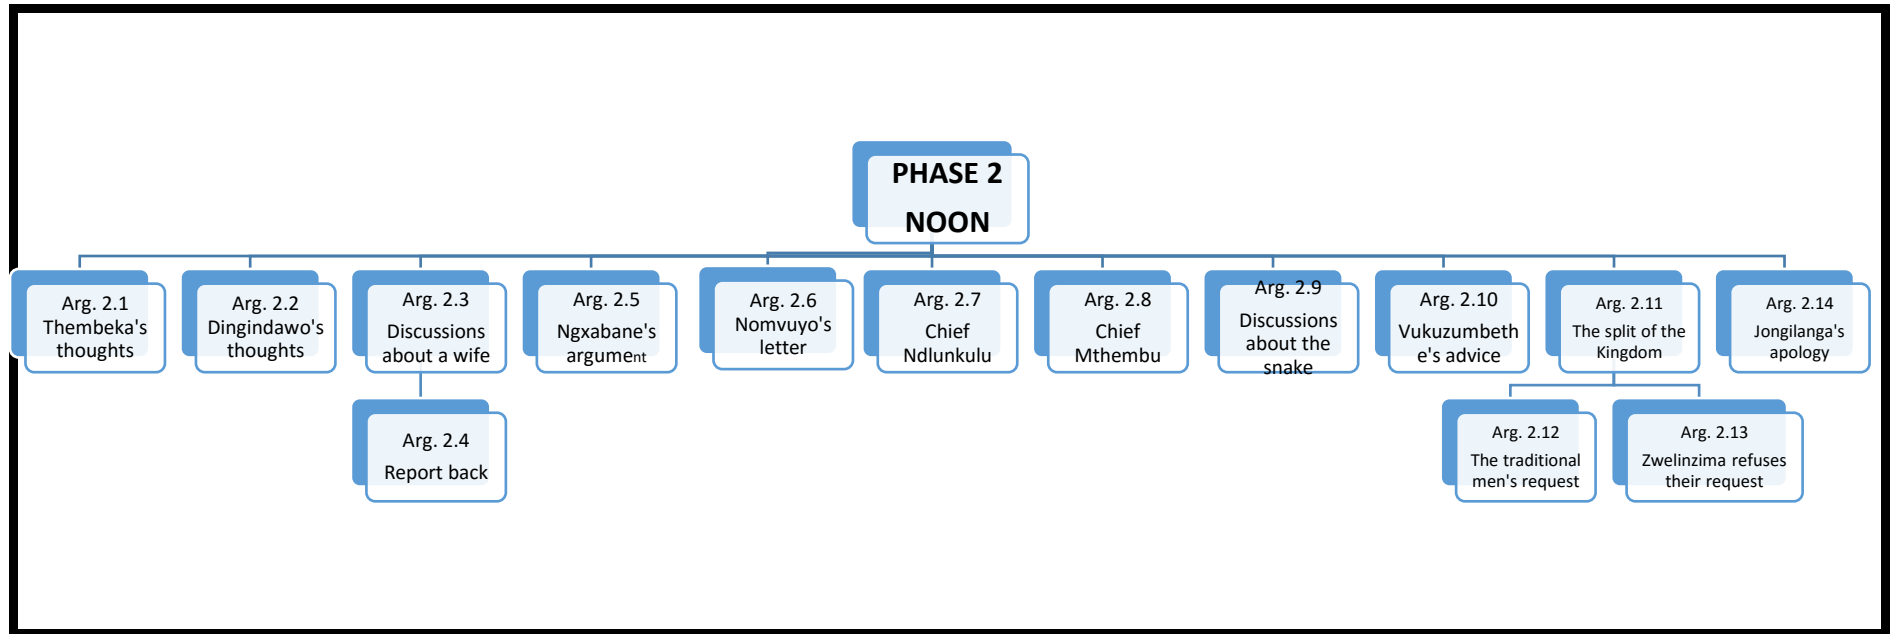 PHASE 2
NOON
Arg. 2.1
Thembeka's
thoughts
Arg. 2.2
Dingindawo's
thoughts
Arg. 2.3
Discussions
about a wife
Arg. 2.4
Report back
Arg. 2.5
Ngxabane's
argument
Arg. 2.6
Nomvuyo's
letter
Arg. 2.7
Chief
Ndlunkulu
Arg. 2.8
Chief
Mthembu
Arg. 2.9
Discussions
about the
snake
Arg. 2.10
Vukuzumbeth
e's advice
Arg. 2.11
The split of the
Kingdom
Arg. 2.12
The traditional
men's request
Arg. 2.13
Zwelinzima refuses
their request
Arg. 2.14
Jongilanga's
apology